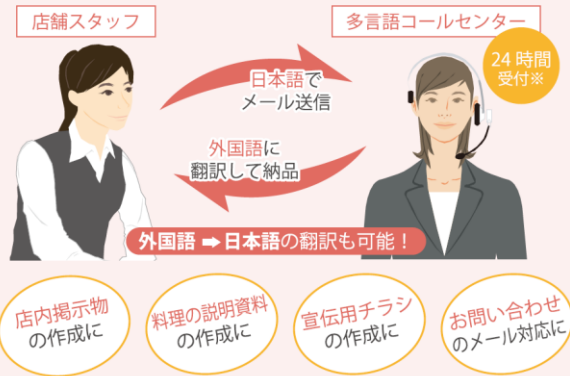 店舗スタッフ
多言語コールセンター
24時間
受付※
日本語で
メール送信
外国語に
翻訳して納品
外国語➡日本語の翻訳も可能！
店内掲示物
の作成に
料理の説明資料
の作成に
宣伝用チラシ
の作成に
お問い合わせ
のメール対応に